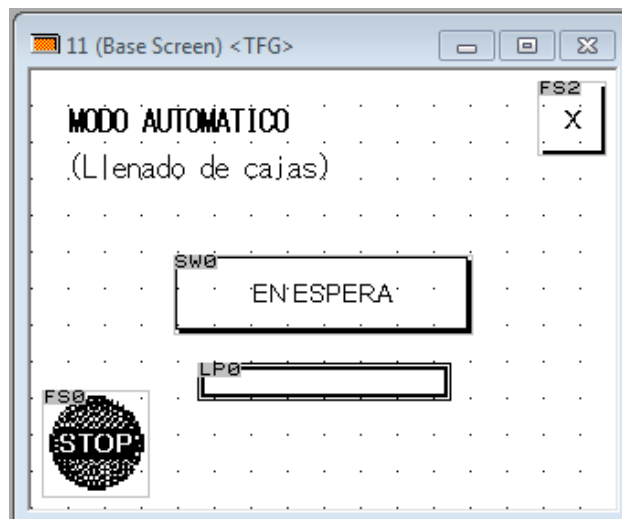 11 (Base Screen) <TFG>
FS2
X
MODO AUTOMATICO
(Llenado de cajas)
SW0
EN ESPERA
LP0
FS0
STOP